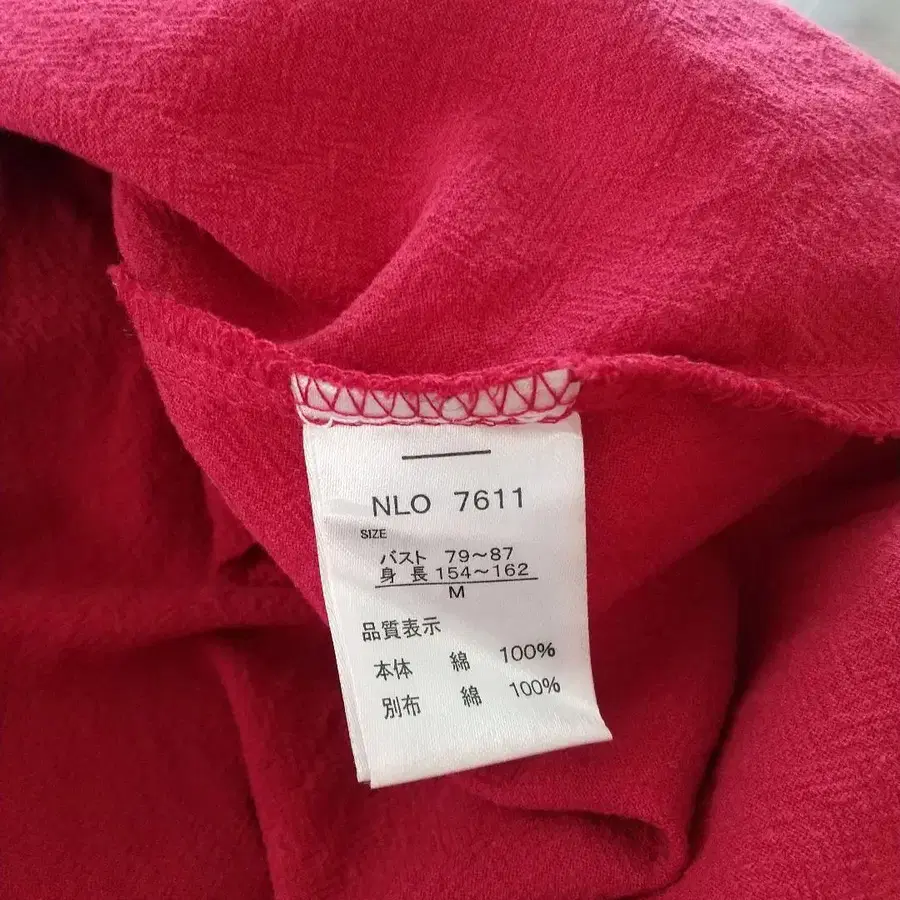 NLO 7611
SIZE
バスト 79～87
身長 154～162
M
品質表示
本体 綿 100%
別布 綿 100%